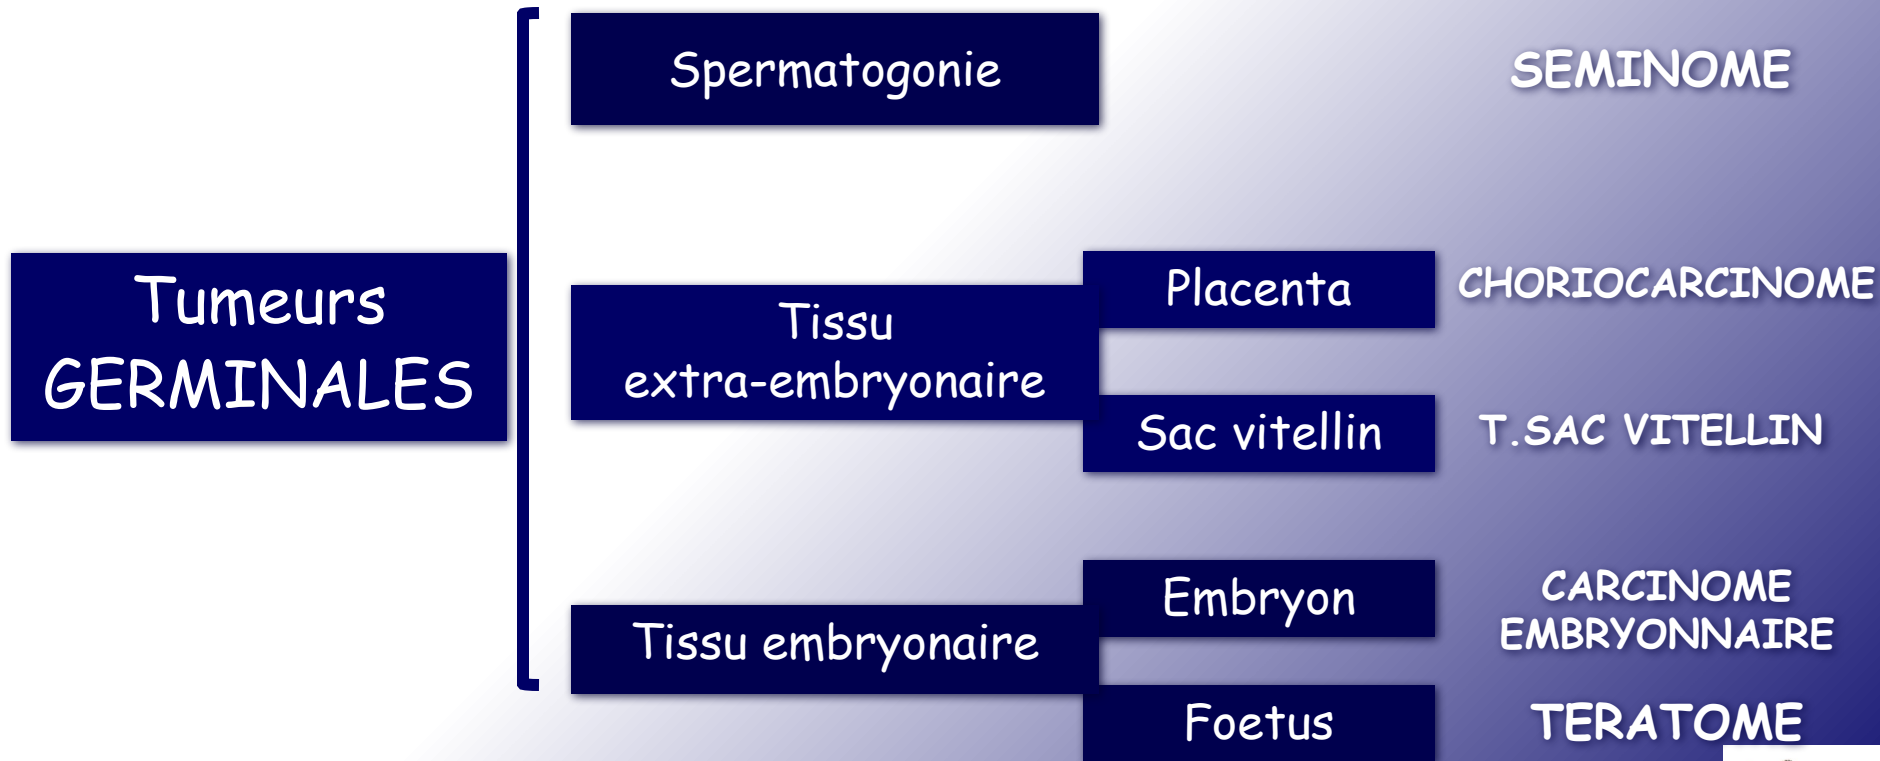 Spermatogonie
SEMINOME
Tumeurs
GERMINALES
Tissu
extra-embryonaire
Placenta
CHORIOCARCINOME
Sac vitellin
T.SAC VITELLIN
Tissu embryonaire
Embryon
CARCINOME
EMBRYONNAIRE
Foetus
TERATOME